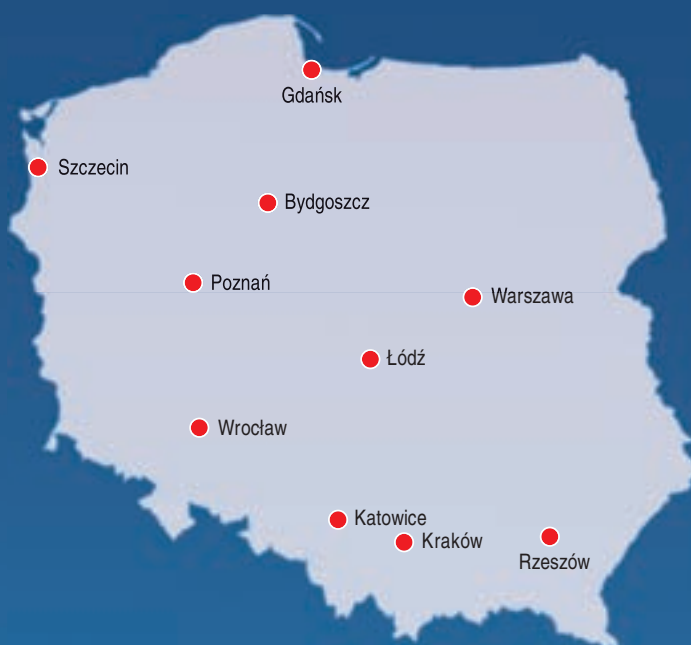 Gdańsk
Szczecin
Bydgoszcz
Poznań
Warszawa
Łódź
Wrocław
Katowice
Kraków
Rzeszów